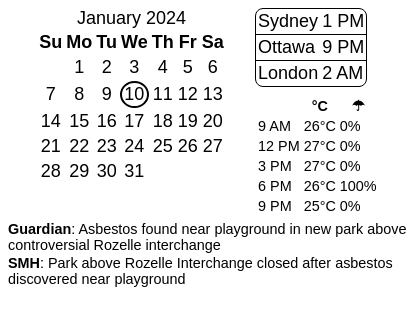 January 2024
Su Mo Tu We Th Fr Sa
1 2 3 4 5 6
7 8 9 10 11 12 13
14 15 16 17 18 19 20
21 22 23 24 25 26 27
28 29 30 31
Sydney 1 PM
Ottawa 9 PM
London 2 AM
°C ☂
9 AM 26°C 0%
12 PM 27°C 0%
3 PM 27°C 0%
6 PM 26°C 100%
9 PM 25°C 0%
Guardian: Asbestos found near playground in new park above
controversial Rozelle interchange
SMH: Park above Rozelle Interchange closed after asbestos
discovered near playground